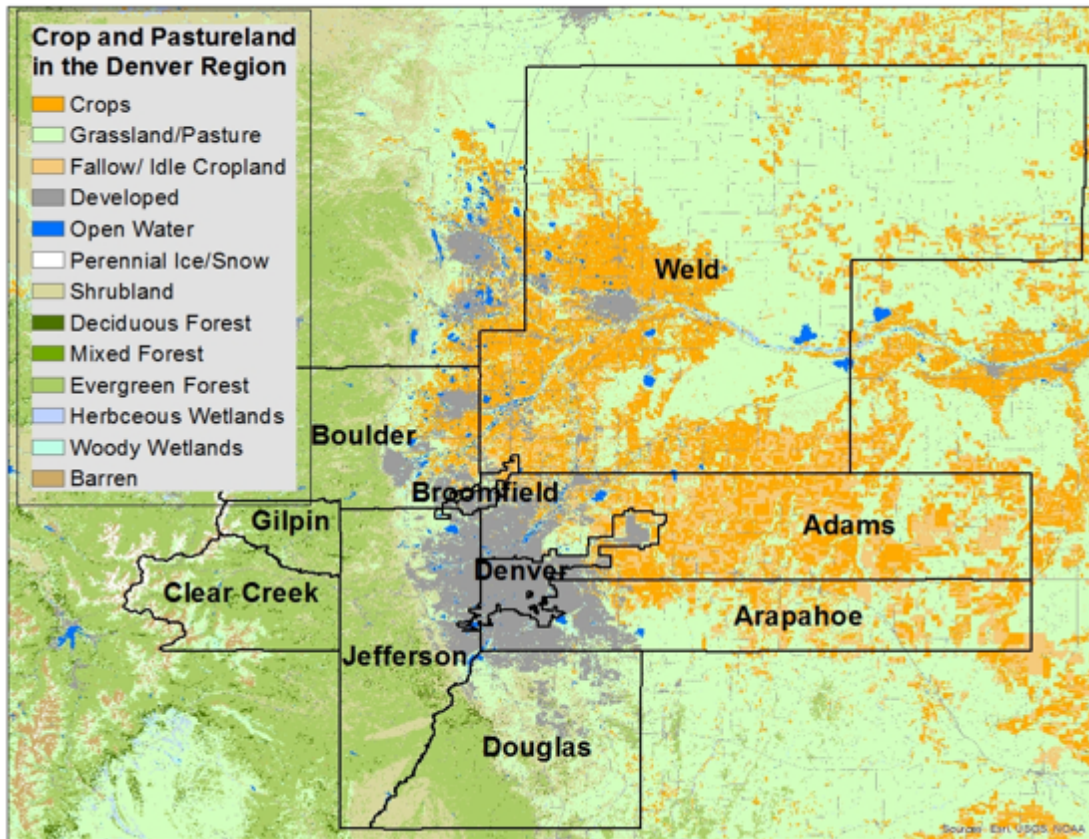 Crop and Pastureland
in the Denver Region
Crops
Grassland/Pasture
Fallow/ Idle Cropland
Developed
Open Water
Perennial Ice/Snow
Shrubland
Deciduous Forest
Mixed Forest
Evergreen Forest
Herbceous Wetlands
Woody Wetlands
Barren
Weld
Boulder
Broomfield
Gilpin
Adams
Denver
Clear Creek
Arapahoe
Jefferson
Douglas
Sources: Esri, USGS, NOAA